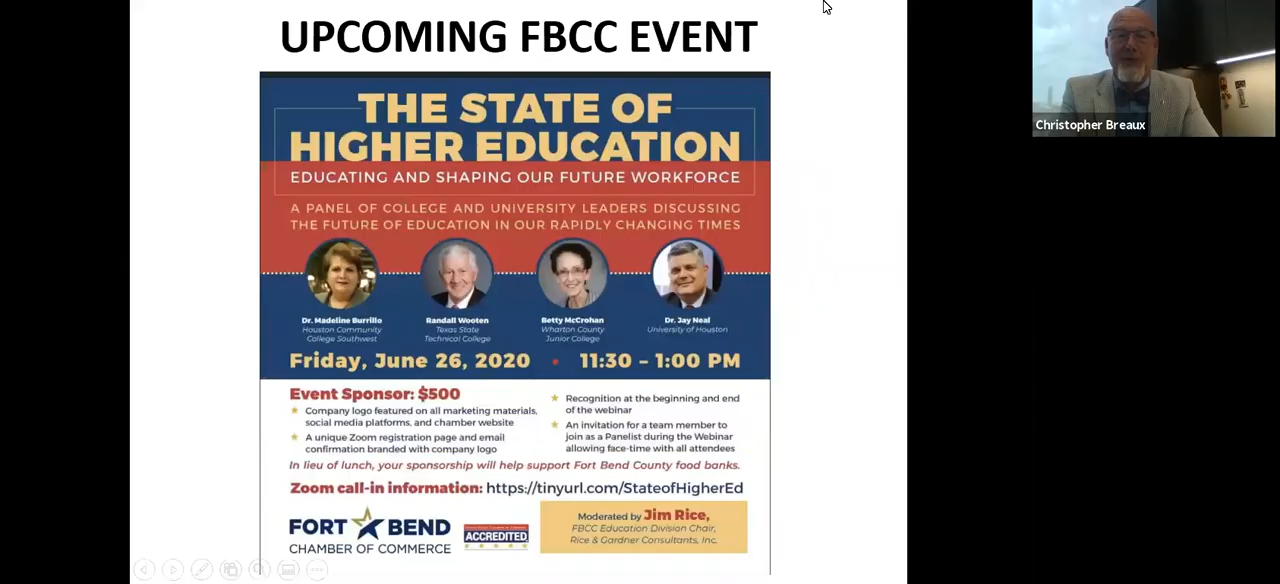 UPCOMING FBCC EVENT
THE STATE OF
HIGHER EDUCATION
EDUCATING AND SHAPING OUR FUTURE WORKFORCE
A PANEL OF COLLEGE AND UNIVERSITY LEADERS DISCUSSING
THE FUTURE OF EDUCATION IN OUR RAPIDLY CHANGING TIMES
Dr. Madeline Burrillo
Houston Community
College Southwest
Randall Wooten
Texas State
Technical College
Betty McCrohan
Wharton County
Junior College
Dr. Jay Neal
University of Houston
Friday, June 26, 2020 • 11:30 – 1:00 PM
Event Sponsor: $500
Company logo featured on all marketing materials,
social media platforms, and chamber website
A unique Zoom registration page and email
confirmation branded with company logo
Recognition at the beginning and end
of the webinar
An invitation for a team member to
join as a Panelist during the Webinar
allowing face-time with all attendees
In lieu of lunch, your sponsorship will help support Fort Bend County food banks.
Zoom call-in information: https://tinyurl.com/StateofHigherEd
FORT BEND
CHAMBER OF COMMERCE
ACCREDITED
Moderated by Jim Rice,
FBCC Education Division Chair,
Rice & Gardner Consultants, Inc.
Christopher Breaux